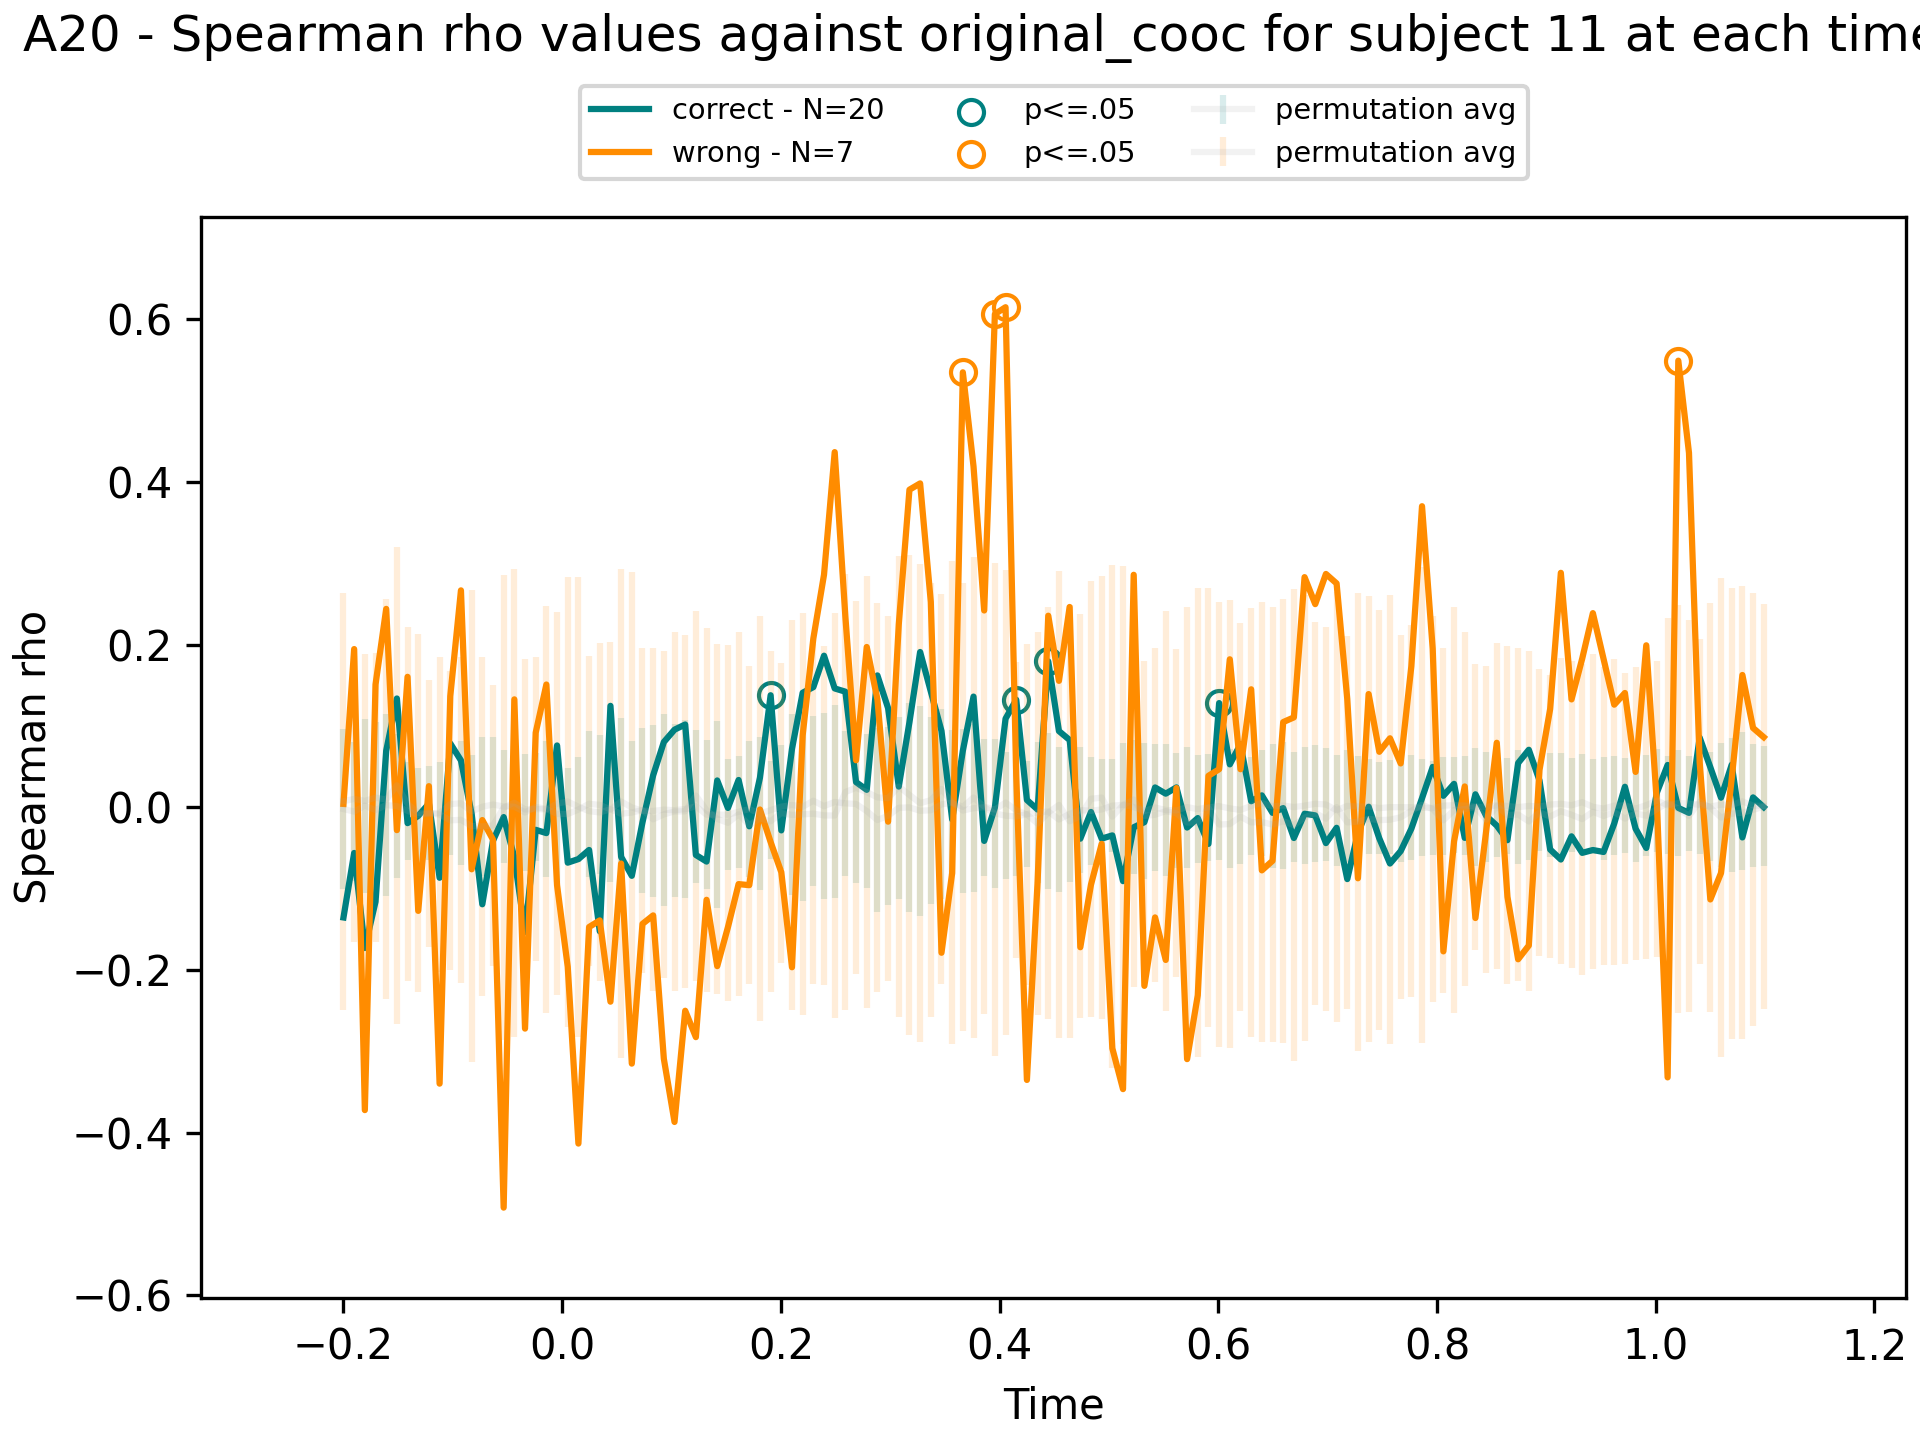 A20 - Spearman rho values against original_cooc for subject 11 at each time
correct - N=20 p<=.05 permutation avg
wrong - N=7 p<=.05 permutation avg
0.6
0.4
0.2
0.0
−0.2
−0.4
−0.6
Spearman rho
−0.2 0.0 0.2 0.4 0.6 0.8 1.0 1.2
Time